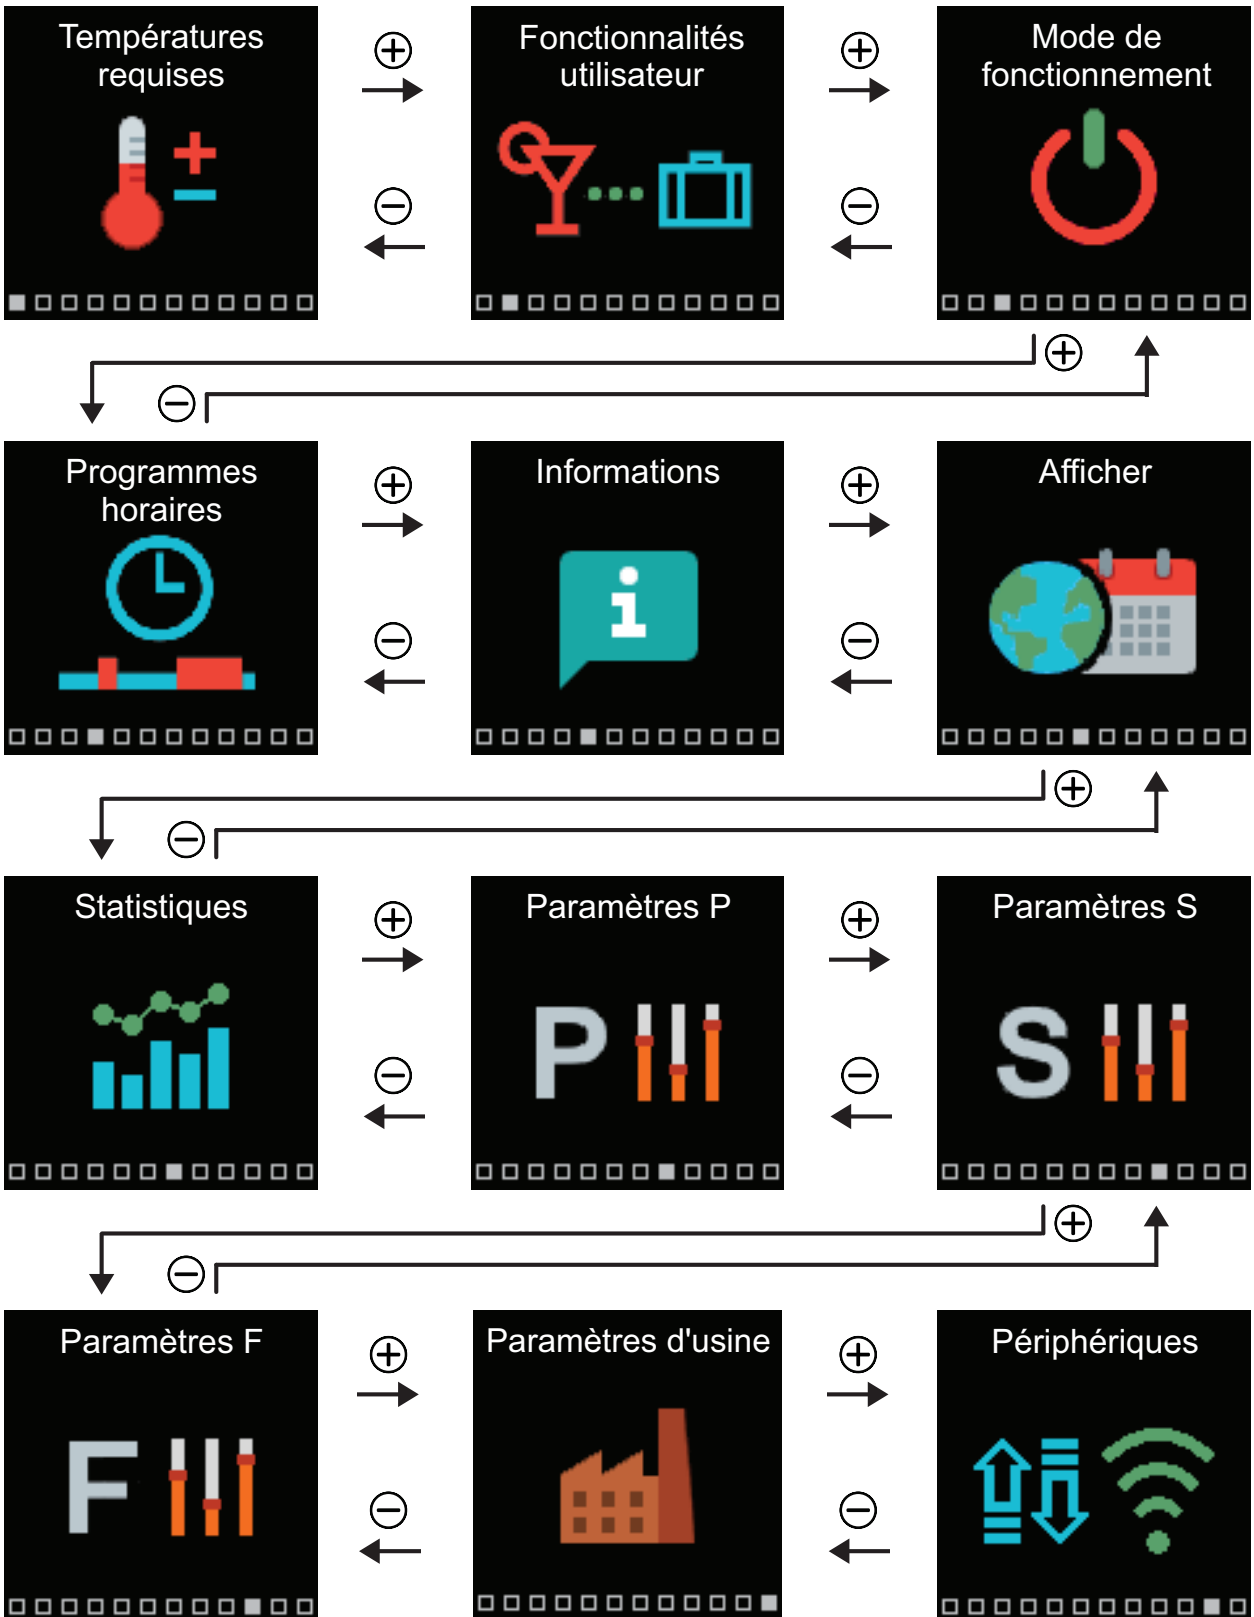 Températures
requises
Fonctionnalités
utilisateur
Mode de
fonctionnement
Programmes
horaires
Informations
Afficher
Statistiques
Paramètres P
P
Paramètres S
S
Paramètres F
F
Paramètres d'usine
Périphériques